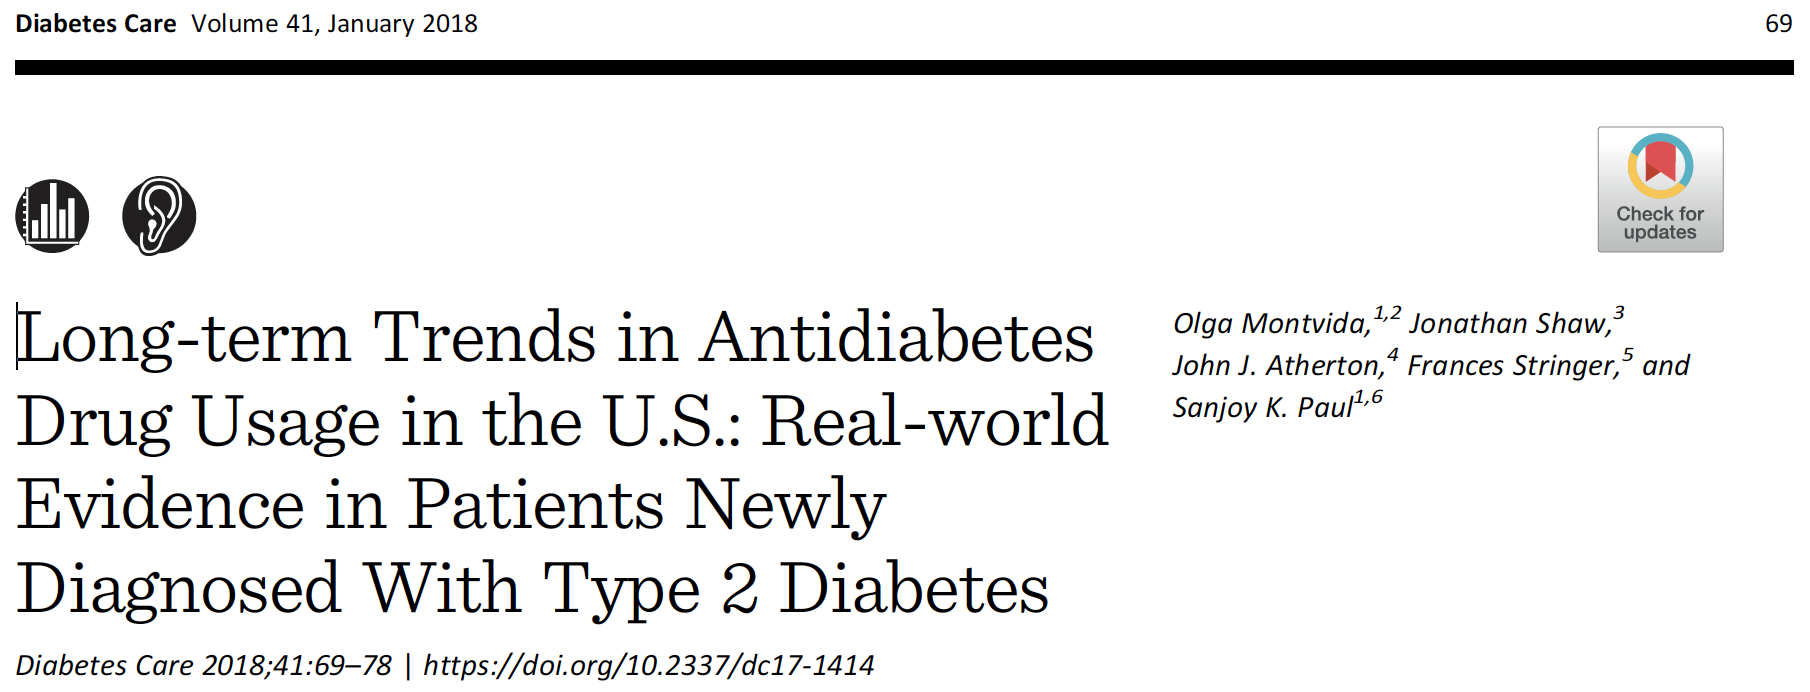 Diabetes Care Volume 41, January 2018
69
Check for
updates
Long-term Trends in Antidiabetes
Drug Usage in the U.S.: Real-world
Evidence in Patients Newly
Diagnosed With Type 2 Diabetes
Olga Montvida,1,2 Jonathan Shaw,3
John J. Atherton,4 Frances Stringer,5 and
Sanjoy K. Paul1,6
Diabetes Care 2018;41:69–78 | https://doi.org/10.2337/dc17-1414